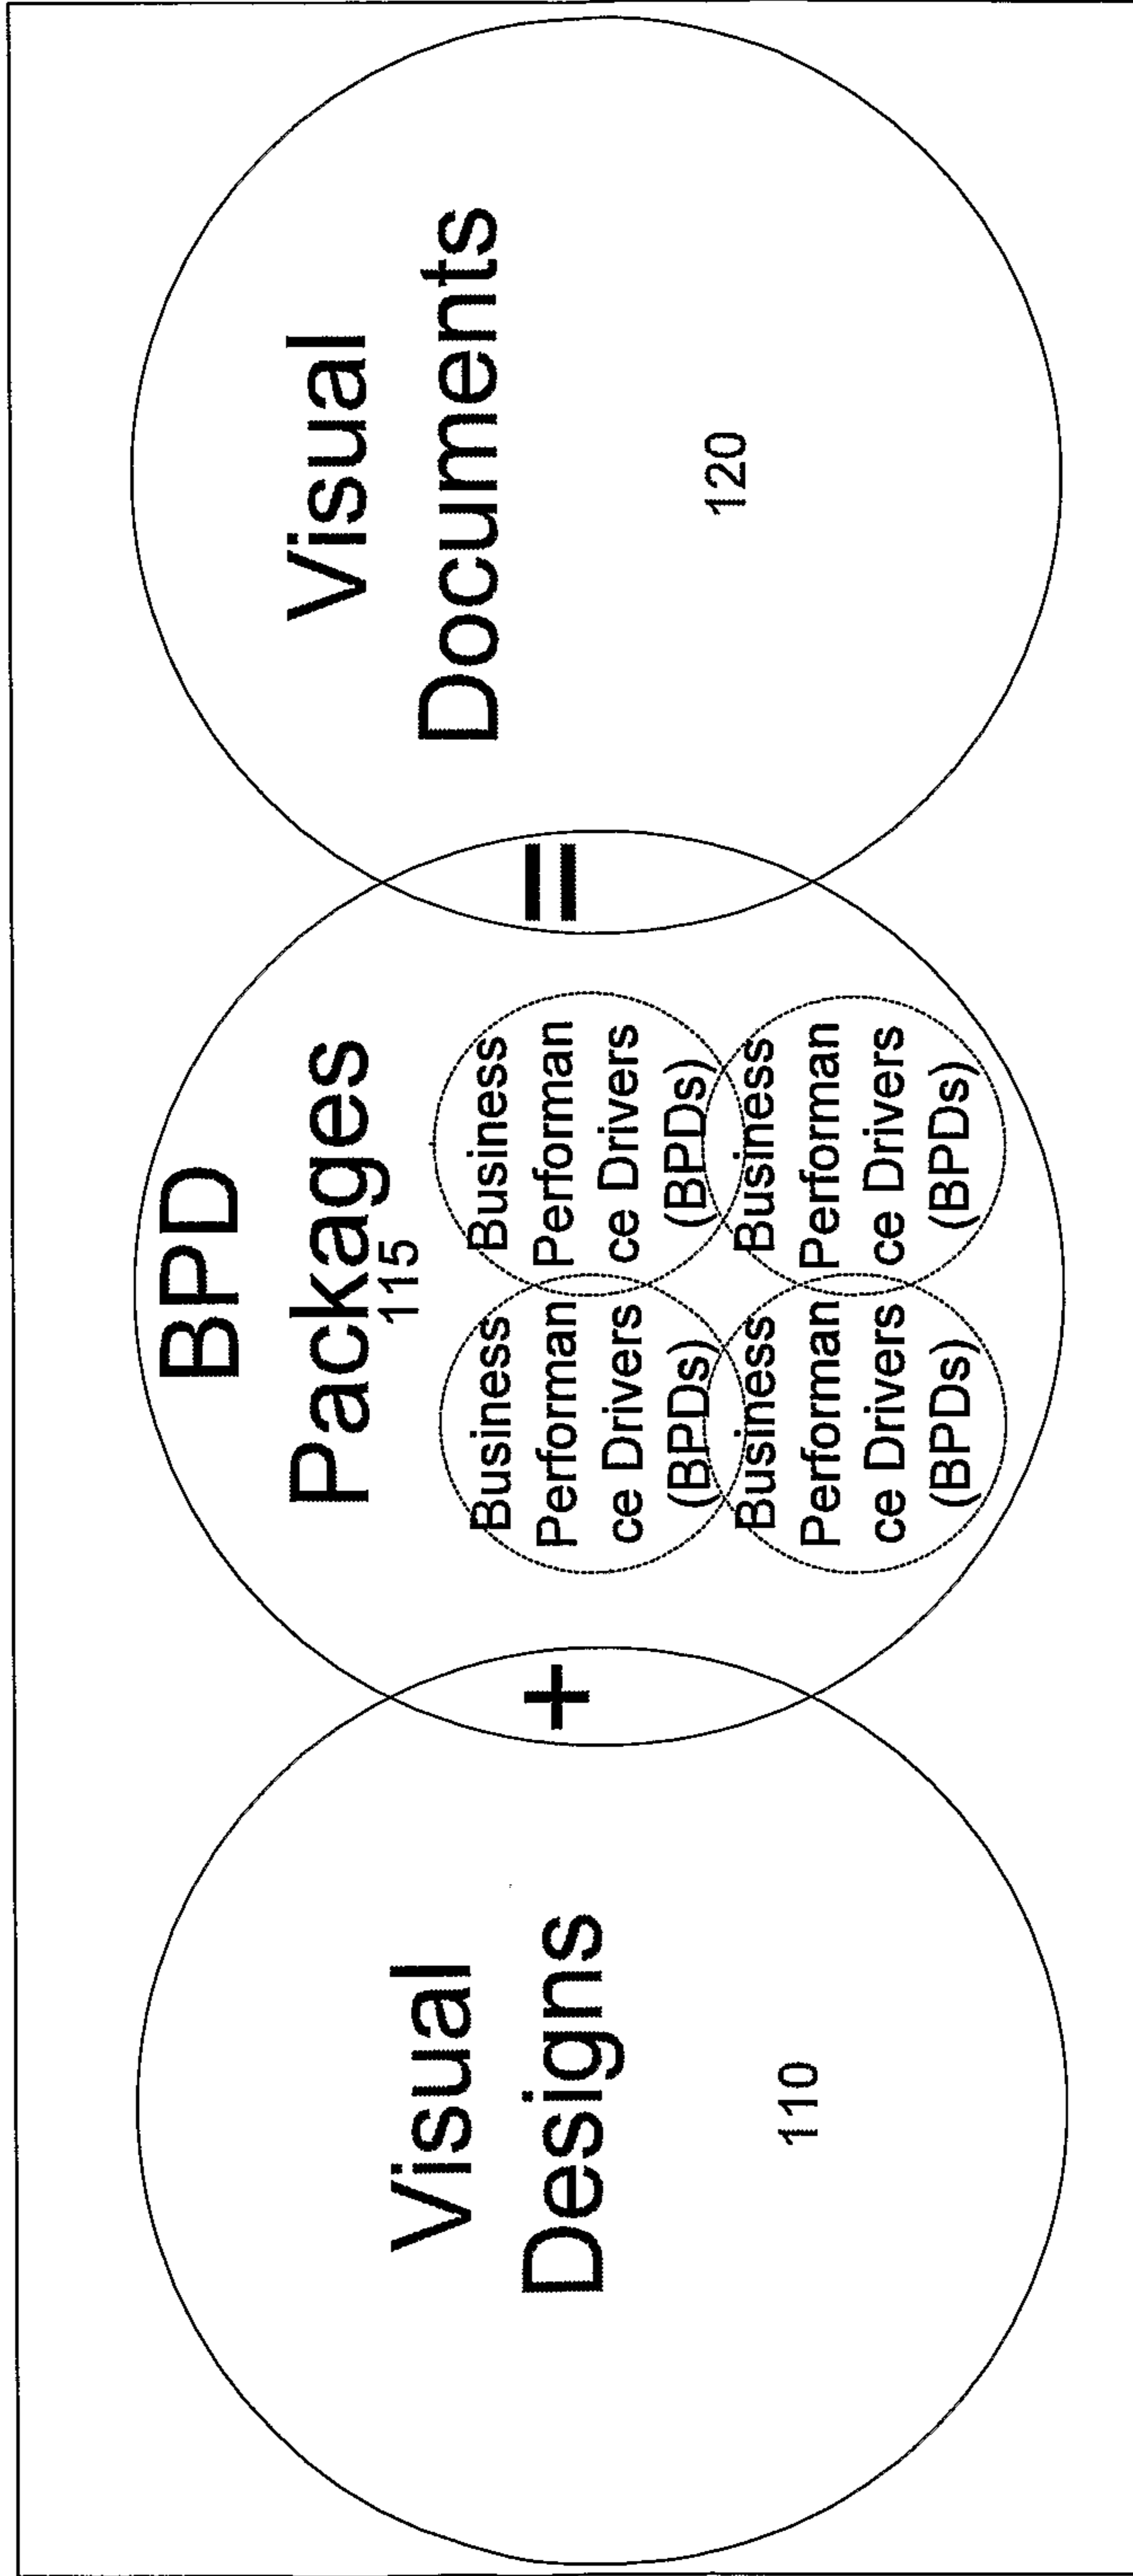 Visual
Designs
110
+
BPD
Packages
115
Business
Performan
ce Drivers
(BPDs)
Business
Performan
ce Drivers
(BPDs)
Business
Performan
ce Drivers
(BPDs)
Business
Performan
ce Drivers
(BPDs)
=
Visual
Documents
120